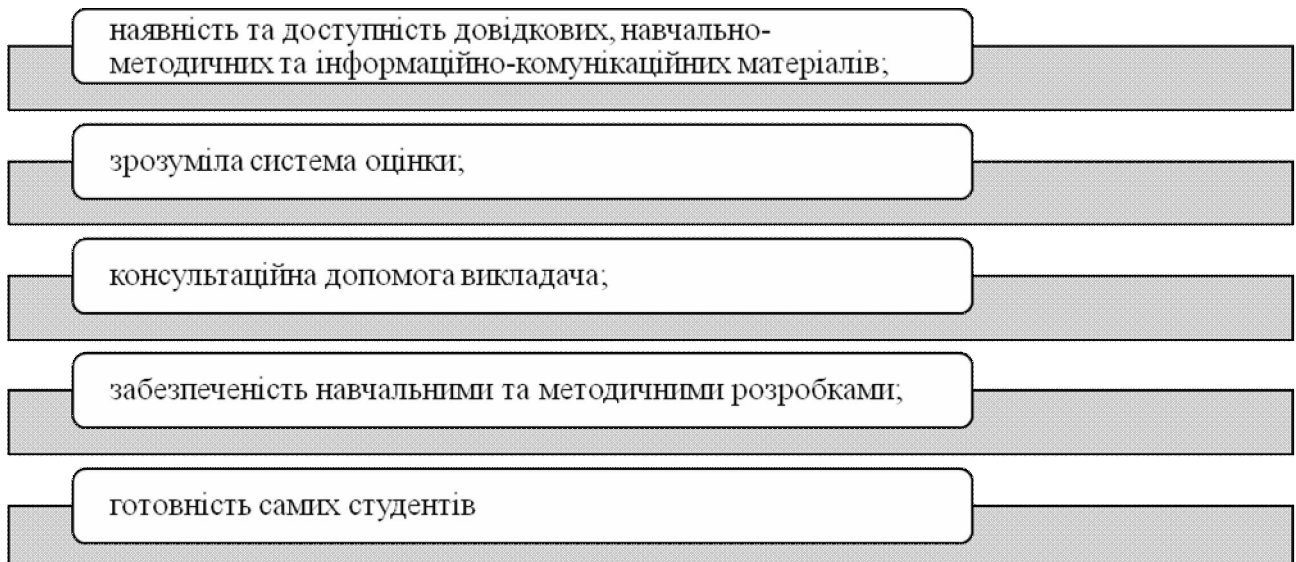 наявність та доступність довідкових, навчально-
методичних та інформаційно-комунікаційних матеріалів;
зрозуміла система оцінки;
консультаційна допомога викладача;
забезпеченість навчальними та методичними розробками;
готовність самих студентів